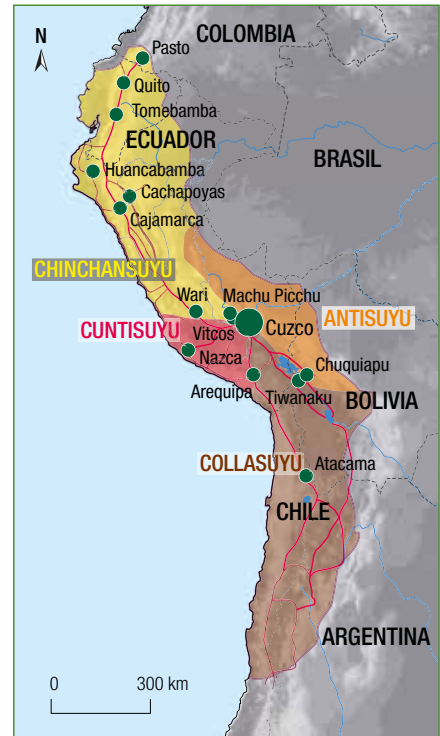 N
COLOMBIA
Pasto
Quito
Tomebamba
ECUADOR
BRASIL
Huancabamba
Cachapoyas
Cajamarca
CHINCHANSUYU
Wari
Machu Picchu
ANTISUYU
CUNTISUYU
Vitcos
Cuzco
Nazca
Chuquiapu
Arequipa
Tiwanaku
BOLIVIA
COLLASUYU
Atacama
CHILE
ARGENTINA
0 300 km